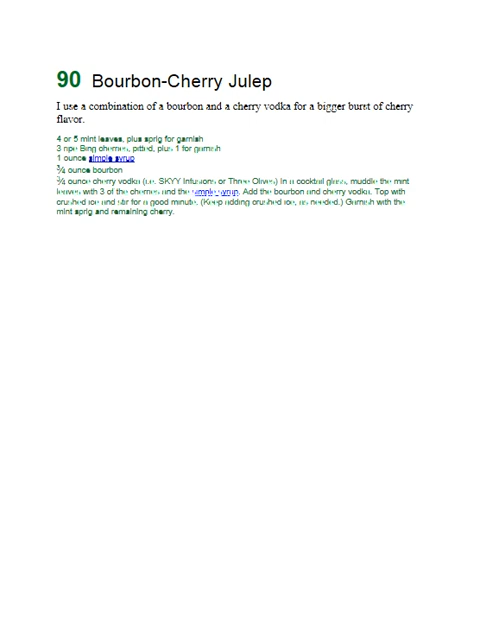 90 Bourbon-Cherry Julep
I use a combination of a bourbon and a cherry vodka for a bigger burst of cherry
flavor.
4 or 5 mint leaves, plus sprig for garnish
3 ripe Bing cherries, pitted, plus 1 for garnish
1 ounce simple syrup
¾ ounce bourbon
¾ ounce cherry vodka (i.e. SKYY Infusions or Three Olives) In a cocktail glass, muddle the mint
leaves with 3 of the cherries and the simple syrup. Add the bourbon and cherry vodka. Top with
crushed ice and stir for a good minute. (Keep adding crushed ice, as needed.) Garnish with the
mint sprig and remaining cherry.